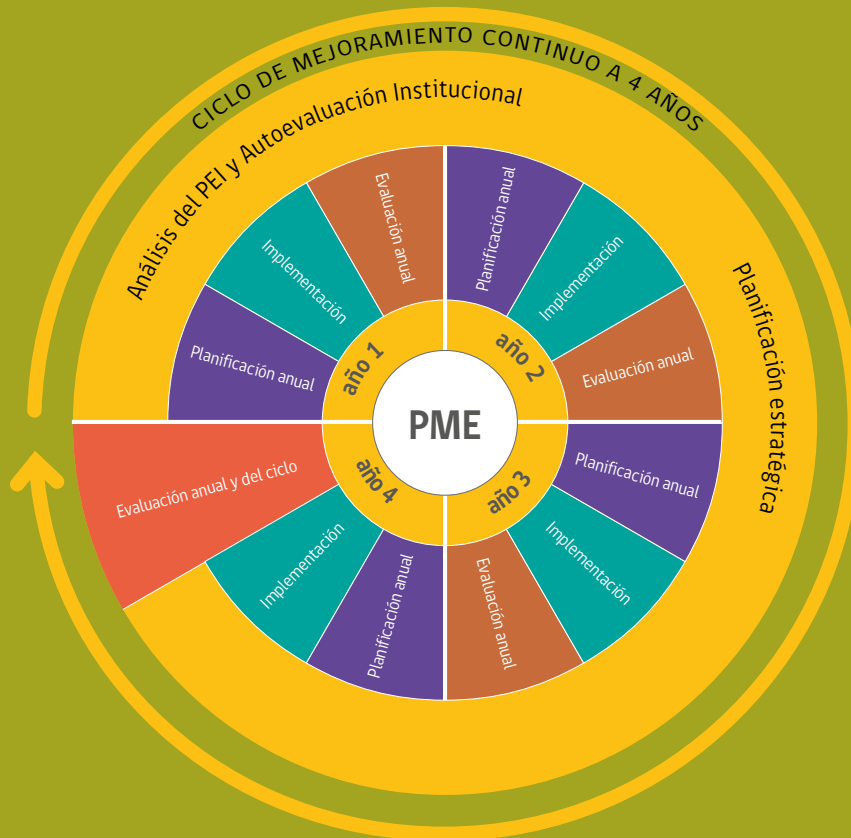 CICLO DE MEJORAMIENTO CONTINUO A 4 AÑOS
Análisis del PEI y Autoevaluación Institucional
Planificación estratégica
PME
año 1
Planificación anual
Implementación
Evaluación anual
año 2
Planificación anual
Implementación
Evaluación anual
año 3
Planificación anual
Implementación
Evaluación anual
año 4
Planificación anual
Implementación
Evaluación anual y del ciclo